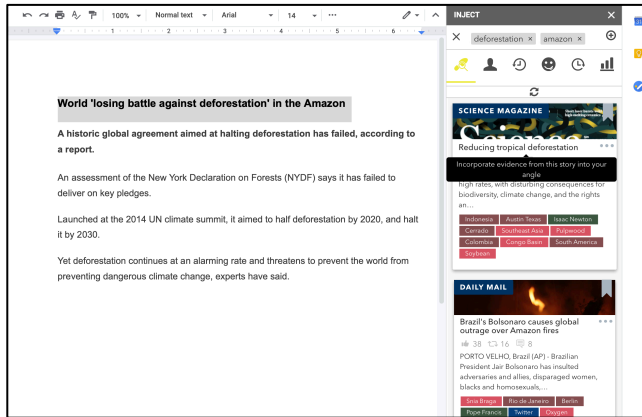 100%
Normal text
Arial
14
1 2 3 4 5 6
World 'losing battle against deforestation' in the Amazon
A historic global agreement aimed at halting deforestation has failed, according to
a report.
An assessment of the New York Declaration on Forests (NYDF) says it has failed to
deliver on key pledges.
Launched at the 2014 UN climate summit, it aimed to half deforestation by 2020, and halt
it by 2030.
Yet deforestation continues at an alarming rate and threatens to prevent the world from
preventing dangerous climate change, experts have said.
INJECT
deforestation × amazon ×
SCIENCE MAGAZINE
Science
Reducing tropical deforestation
Incorporate evidence from this story into your
angle
high rates, with disturbing consequences for
biodiversity, climate change, and the rights
an...
Indonesia Austin Texas Isaac Newton
Cerrado Southeast Asia Pulpwood
Colombia Congo Basin South America
Soybean
DAILY MAIL
Brazil's Bolsonaro causes global
outrage over Amazon fires
38 16 8
PORTO VELHO, Brazil (AP) - Brazilian
President Jair Bolsonaro has insulted
adversaries and allies, disparaged women,
blacks and homosexuals,...
Snia Braga Rio de Janeiro Berlin
Pope Francis Twitter Oxygen